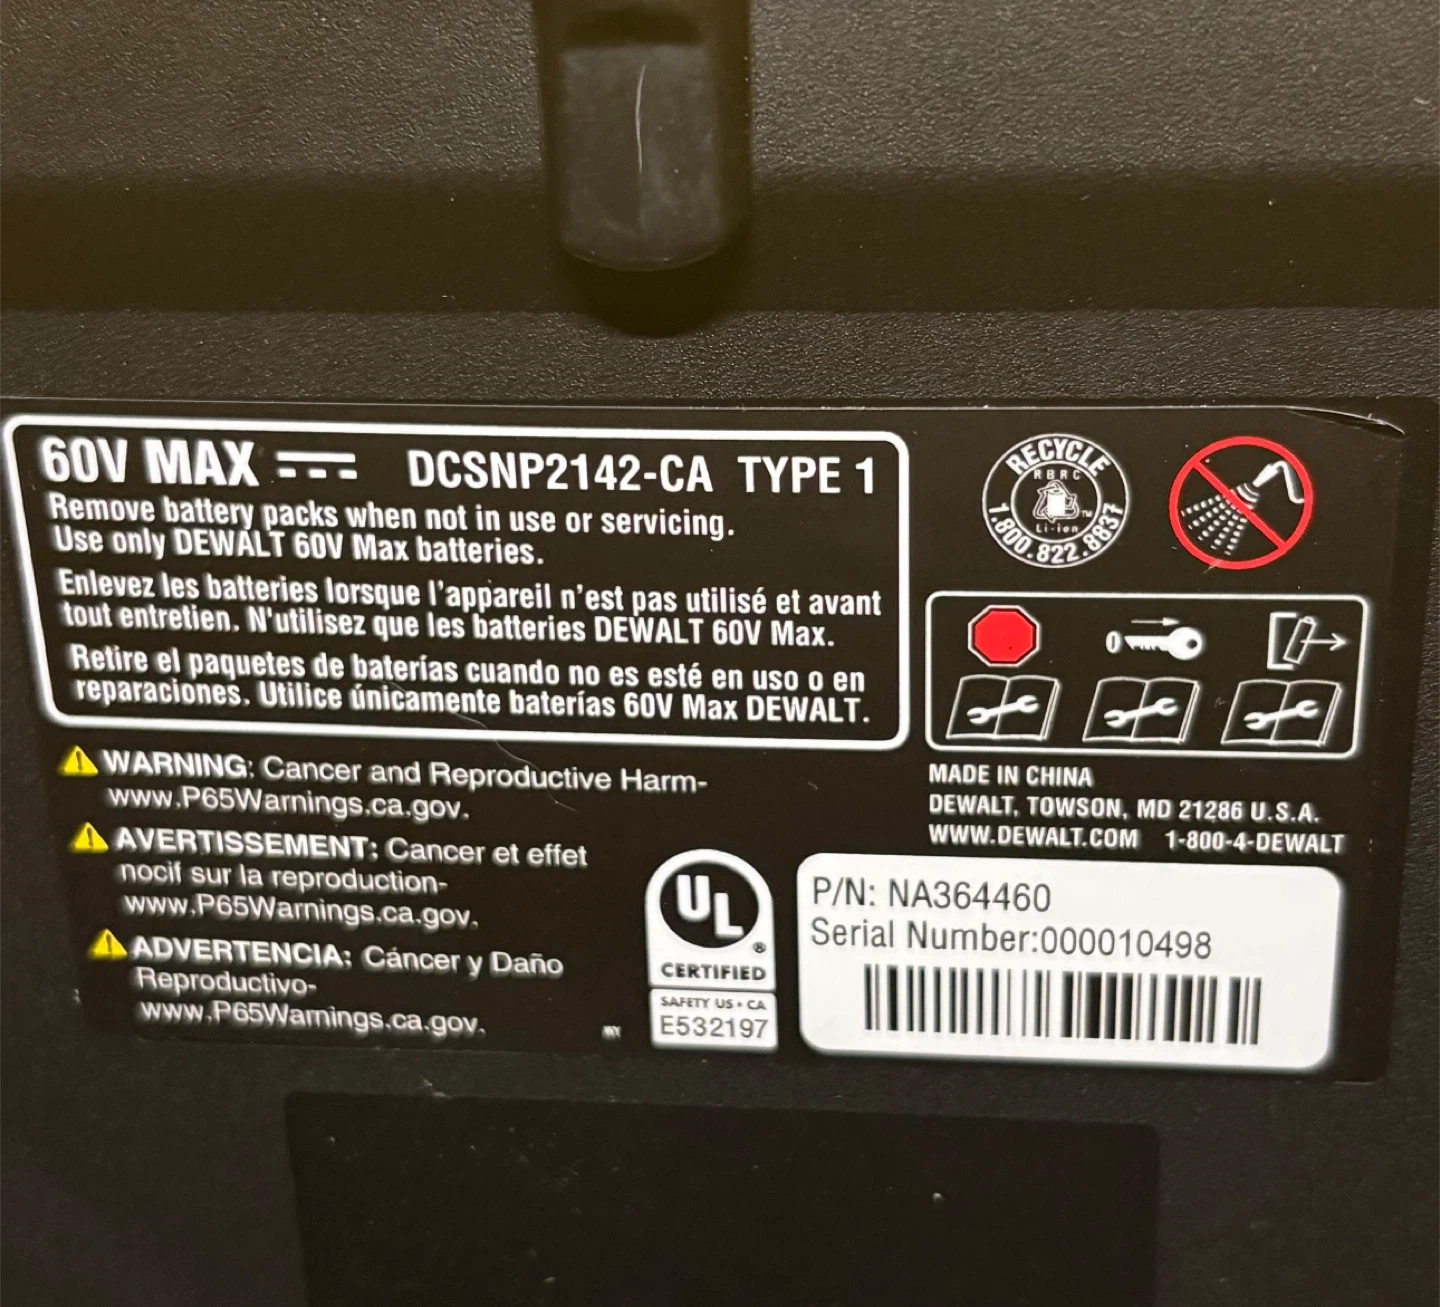 60V MAX DCSNP2142-CA TYPE 1
Remove battery packs when not in use or servicing.
Use only DEWALT 60V Max batteries.
Enlevez les batteries lorsque l'appareil n'est pas utilisé et avant
tout entretien. N'utilisez que les batteries DEWALT 60V Max.
Retire el paquetes de baterías cuando no es esté en uso o en
reparaciones. Utilice únicamente baterías 60V Max DEWALT.
RECYCLE
RBRC
Li-ion
TM
1.800.822.8837
WARNING: Cancer and Reproductive Harm-
www.P65Warnings.ca.gov.
AVERTISSEMENT: Cancer et effet
nocif sur la reproduction-
www.P65Warnings.ca.gov.
ADVERTENCIA: Cáncer y Daño
Reproductivo-
www.P65Warnings.ca.gov.
MADE IN CHINA
DEWALT, TOWSON, MD 21286 U.S.A.
WWW.DEWALT.COM 1-800-4-DEWALT
UL
®
CERTIFIED
SAFETY US • CA
E532197
P/N: NA364460
Serial Number:000010498